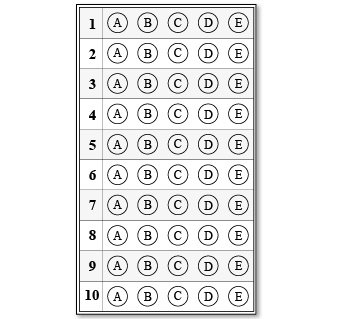 1 A B C D E
2 A B C D E
3 A B C D E
4 A B C D E
5 A B C D E
6 A B C D E
7 A B C D E
8 A B C D E
9 A B C D E
10 A B C D E